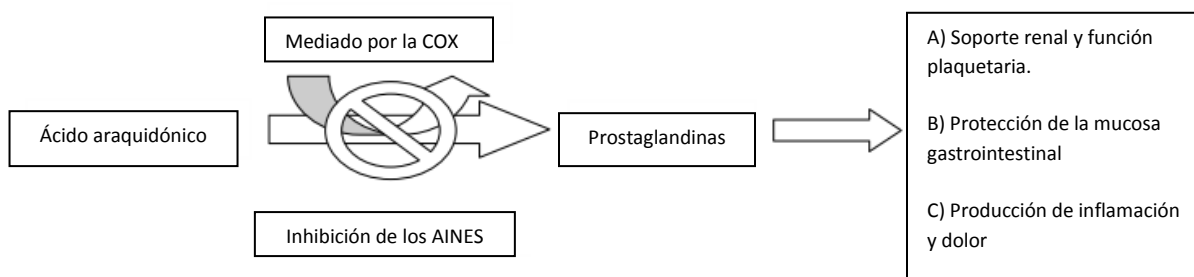 Mediado por la COX
Ácido araquidónico
Inhibición de los AINES
Prostaglandinas
A) Soporte renal y función
plaquetaria.
B) Protección de la mucosa
gastrointestinal
C) Producción de inflamación
y dolor